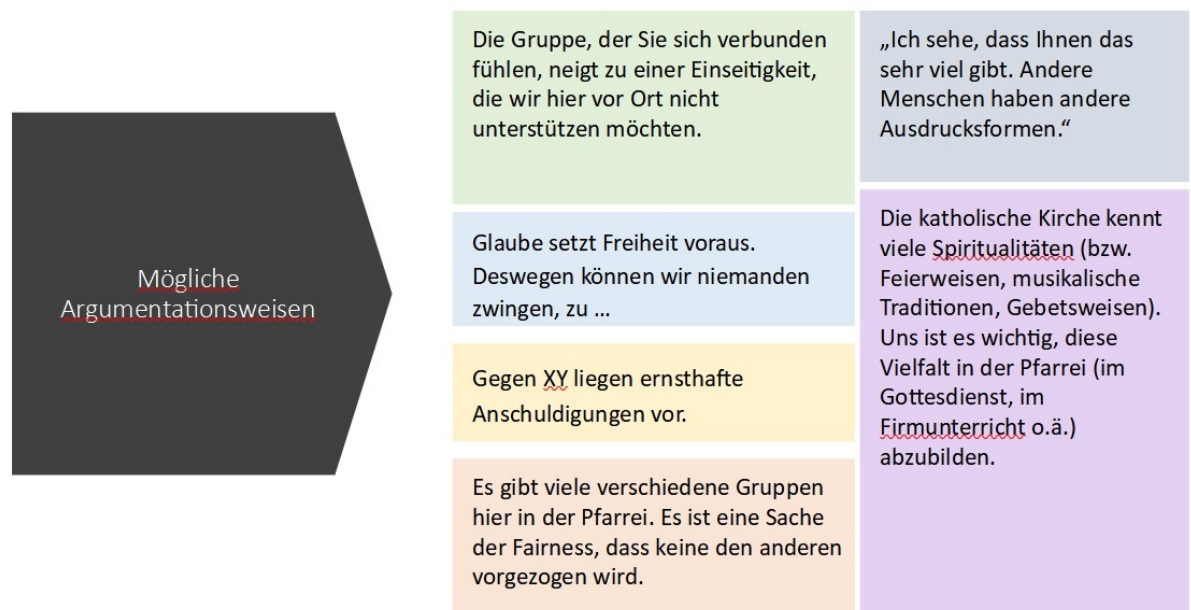 Mögliche
Argumentationsweisen
Die Gruppe, der Sie sich verbunden
fühlen, neigt zu einer Einseitigkeit,
die wir hier vor Ort nicht
unterstützen möchten.
Glaube setzt Freiheit voraus.
Deswegen können wir niemanden
zwingen, zu ...
Gegen XY liegen ernsthafte
Anschuldigungen vor.
Es gibt viele verschiedene Gruppen
hier in der Pfarrei. Es ist eine Sache
der Fairness, dass keine den anderen
vorgezogen wird.
„Ich sehe, dass Ihnen das
sehr viel gibt. Andere
Menschen haben andere
Ausdrucksformen.“
Die katholische Kirche kennt
viele Spiritualitäten (bzw.
Feierweisen, musikalische
Traditionen, Gebetsweisen).
Uns ist es wichtig, diese
Vielfalt in der Pfarrei (im
Gottesdienst, im
Firmunterricht o.ä.)
abzubilden.